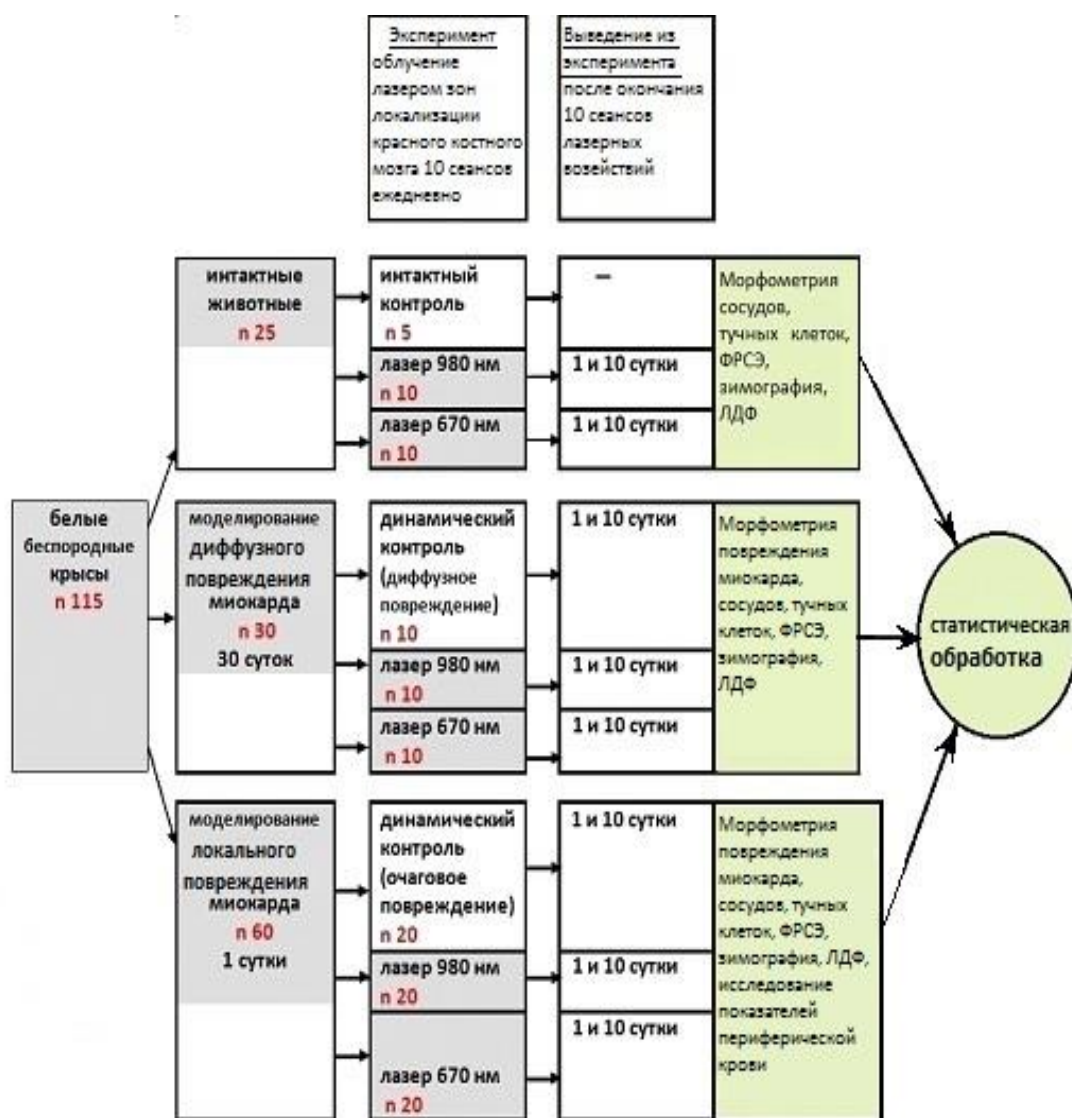 Эксперимент
облучение
лазером зон
локализации
красного костного
мозга 10 сеансов
ежедневно
Выведение из
эксперимента
после окончания
10 сеансов
лазерных
возействий
белые
беспородные
крысы
n 115
интактные
животные
n 25
интактный
контроль
n 5
–
лазер 980 нм
n 10
1 и 10 сутки
лазер 670 нм
n 10
1 и 10 сутки
Морфометрия
сосудов,
тучных клеток,
ФРСЭ,
зимография,
ЛДФ
моделирование
диффузного
повреждения
миокарда
n 30
30 суток
динамический
контроль
(диффузное
повреждение)
n 10
1 и 10 сутки
лазер 980 нм
n 10
1 и 10 сутки
лазер 670 нм
n 10
1 и 10 сутки
Морфометрия
повреждения
миокарда,
сосудов, тучных
клеток, ФРСЭ,
зимография,
ЛДФ
моделирование
локального
повреждения
миокарда
n 60
1 сутки
динамический
контроль
(очаговое
повреждение)
n 20
1 и 10 сутки
лазер 980 нм
n 20
1 и 10 сутки
лазер 670 нм
n 20
1 и 10 сутки
Морфометрия
повреждения
миокарда,
сосудов, тучных
клеток, ФРСЭ,
зимография, ЛДФ,
исследование
показателей
периферической
крови
статистическая
обработка